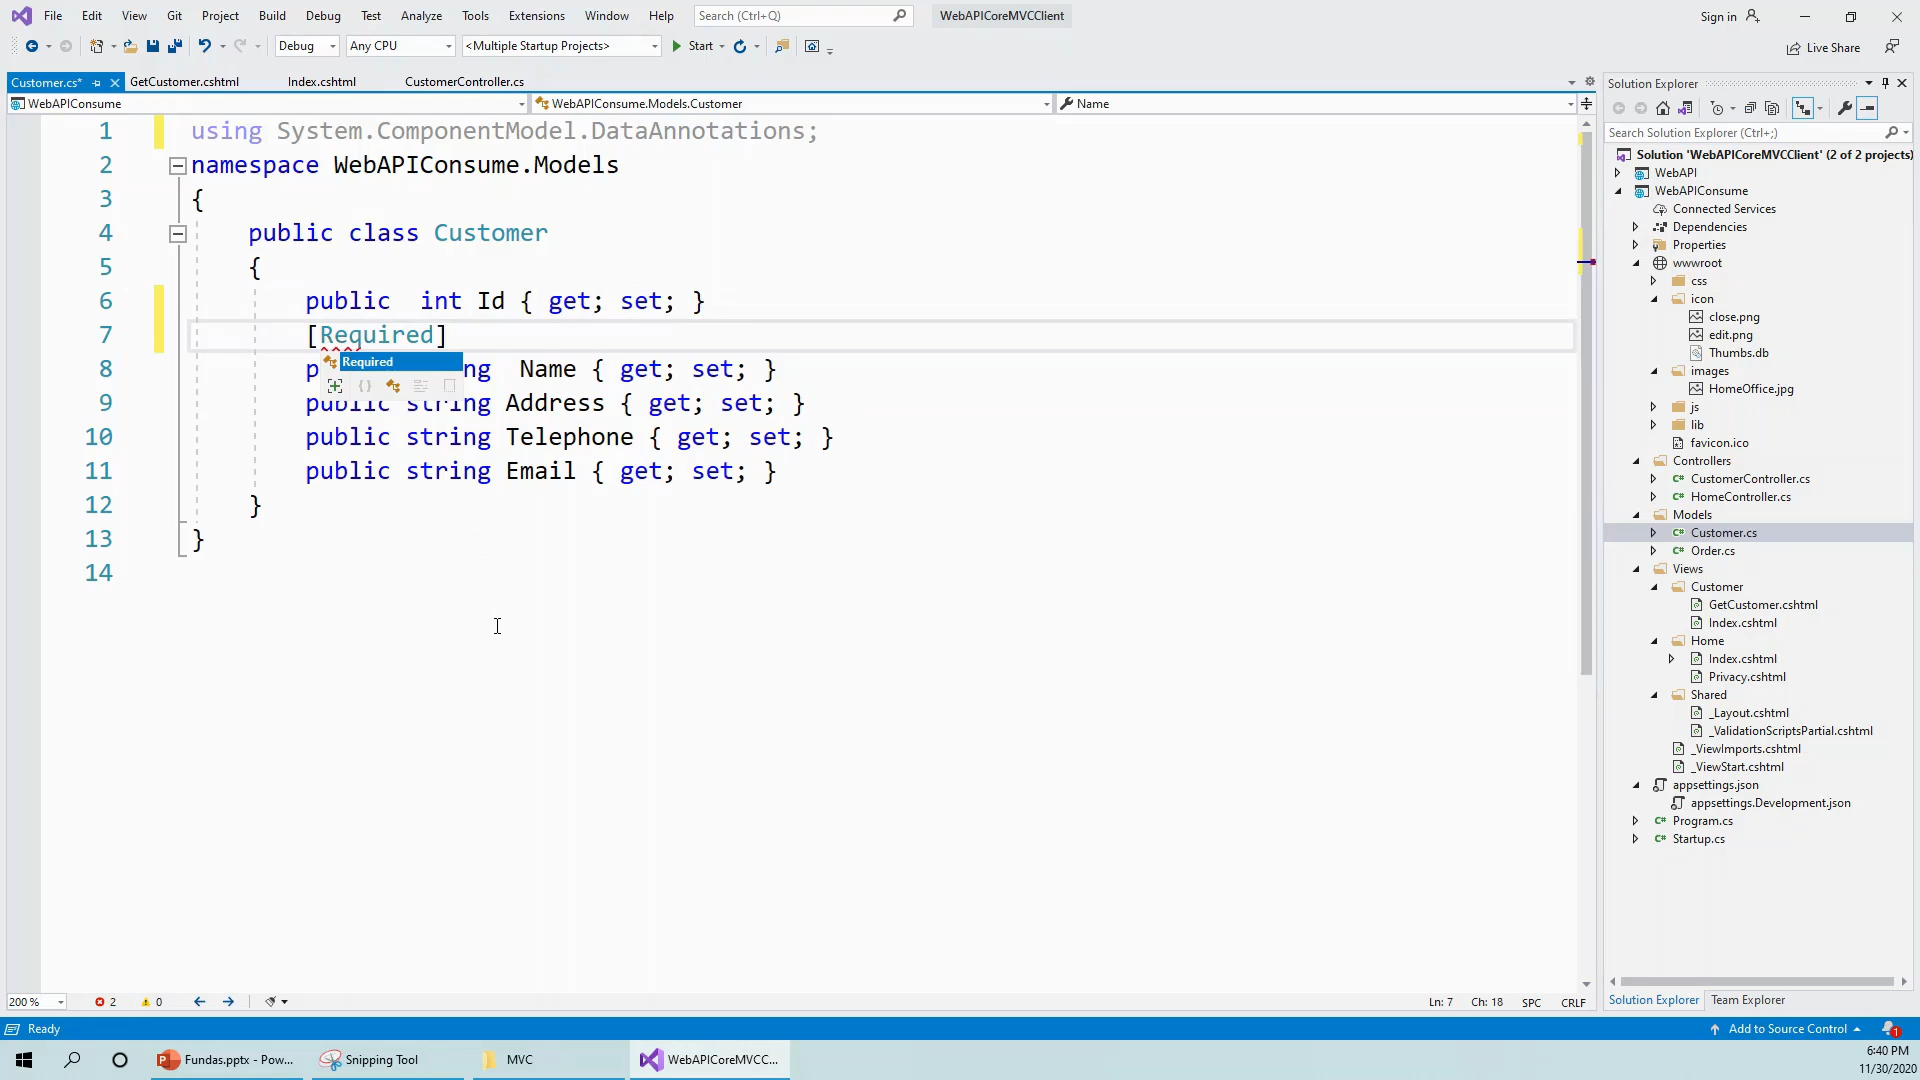 File Edit View Git Project Build Debug Test Analyze Tools Extensions Window Help Search (Ctrl+Q) WebAPICoreMVCClient Sign in
Debug Any CPU <Multiple Startup Projects> Start Live Share
Customer.cs* GetCustomer.cshtml Index.cshtml CustomerController.cs
WebAPIConsume WebAPIConsume.Models.Customer Name
1 using System.ComponentModel.DataAnnotations;
2 namespace WebAPIConsume.Models
3 {
4 public class Customer
5 {
6 public int Id { get; set; }
7 [Required]
Required
8 p ng Name { get; set; }
9 public string Address { get; set; }
10 public string Telephone { get; set; }
11 public string Email { get; set; }
12 }
13 }
14
200 % 2 0 Ln: 7 Ch: 18 SPC CRLF
Solution Explorer
Search Solution Explorer (Ctrl+;)
Solution 'WebAPICoreMVCClient' (2 of 2 projects)
WebAPI
WebAPIConsume
Connected Services
Dependencies
Properties
wwwroot
css
icon
close.png
edit.png
Thumbs.db
images
HomeOffice.jpg
js
lib
favicon.ico
Controllers
C# CustomerController.cs
C# HomeController.cs
Models
C# Customer.cs
C# Order.cs
Views
Customer
GetCustomer.cshtml
Index.cshtml
Home
Index.cshtml
Privacy.cshtml
Shared
_Layout.cshtml
_ValidationScriptsPartial.cshtml
_ViewImports.cshtml
_ViewStart.cshtml
appsettings.json
appsettings.Development.json
C# Program.cs
C# Startup.cs
Solution Explorer Team Explorer
Ready Add to Source Control 1
Fundas.pptx - Pow... Snipping Tool MVC WebAPICoreMVCC...
6:40 PM
11/30/2020